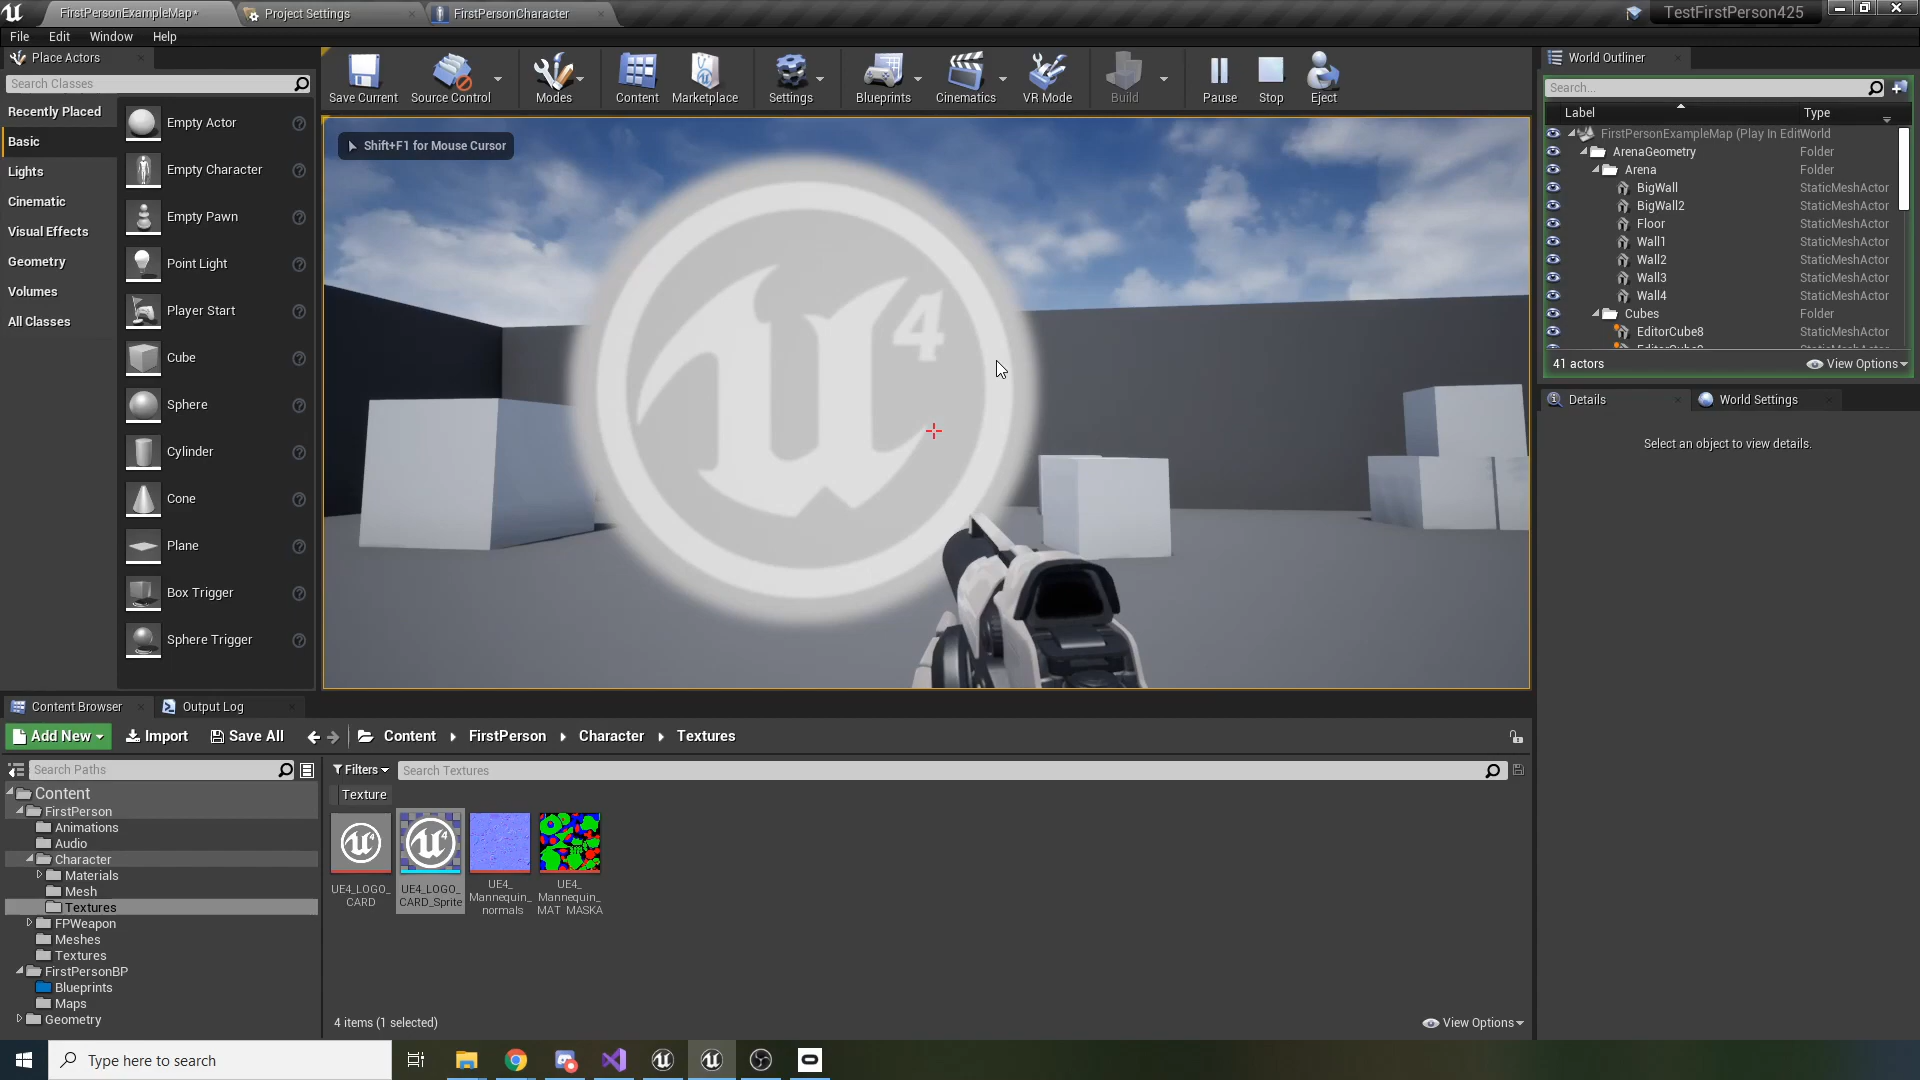 FirstPersonExampleMap*
Project Settings
FirstPersonCharacter
TestFirstPerson425
File Edit Window Help
Place Actors
Search Classes
Recently Placed
Basic
Lights
Cinematic
Visual Effects
Geometry
Volumes
All Classes
Empty Actor
Empty Character
Empty Pawn
Point Light
Player Start
Cube
Sphere
Cylinder
Cone
Plane
Box Trigger
Sphere Trigger
Save Current
Source Control
Modes
Content
Marketplace
Settings
Blueprints
Cinematics
VR Mode
Build
Pause
Stop
Eject
Shift+F1 for Mouse Cursor
4
World Outliner
Search...
Label Type
FirstPersonExampleMap (Play In Edit World
ArenaGeometry Folder
Arena Folder
BigWall StaticMeshActor
BigWall2 StaticMeshActor
Floor StaticMeshActor
Wall1 StaticMeshActor
Wall2 StaticMeshActor
Wall3 StaticMeshActor
Wall4 StaticMeshActor
Cubes Folder
EditorCube8 StaticMeshActor
41 actors
View Options
Details
World Settings
Select an object to view details.
Content Browser
Output Log
Add New
Import
Save All
Content
FirstPerson
Character
Textures
Search Paths
Content
FirstPerson
Animations
Audio
Character
Materials
Mesh
Textures
FPWeapon
Meshes
Textures
FirstPersonBP
Blueprints
Maps
Geometry
Filters
Search Textures
Texture
UE4_LOGO_
CARD
UE4_LOGO_
CARD_Sprite
UE4_
Mannequin_
normals
UE4_
Mannequin_
MAT_MASKA
4 items (1 selected)
View Options
Type here to search